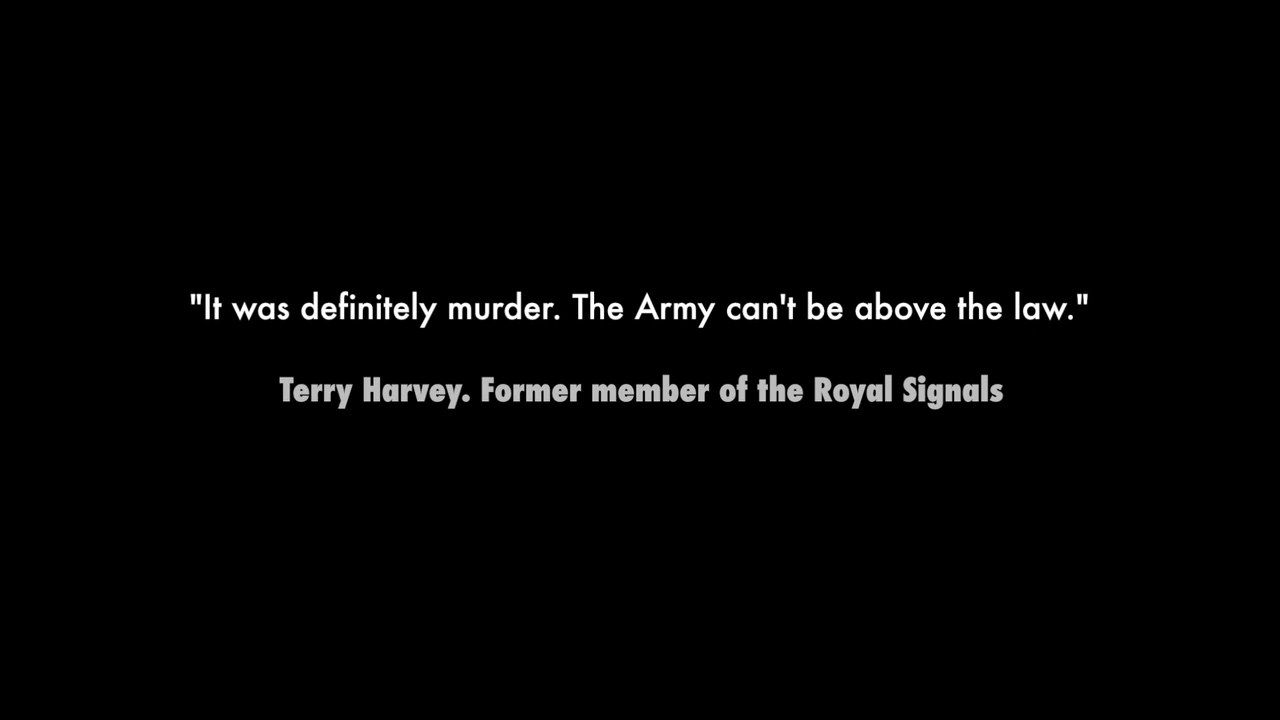 "It was definitely murder. The Army can't be above the law."
Terry Harvey. Former member of the Royal Signals